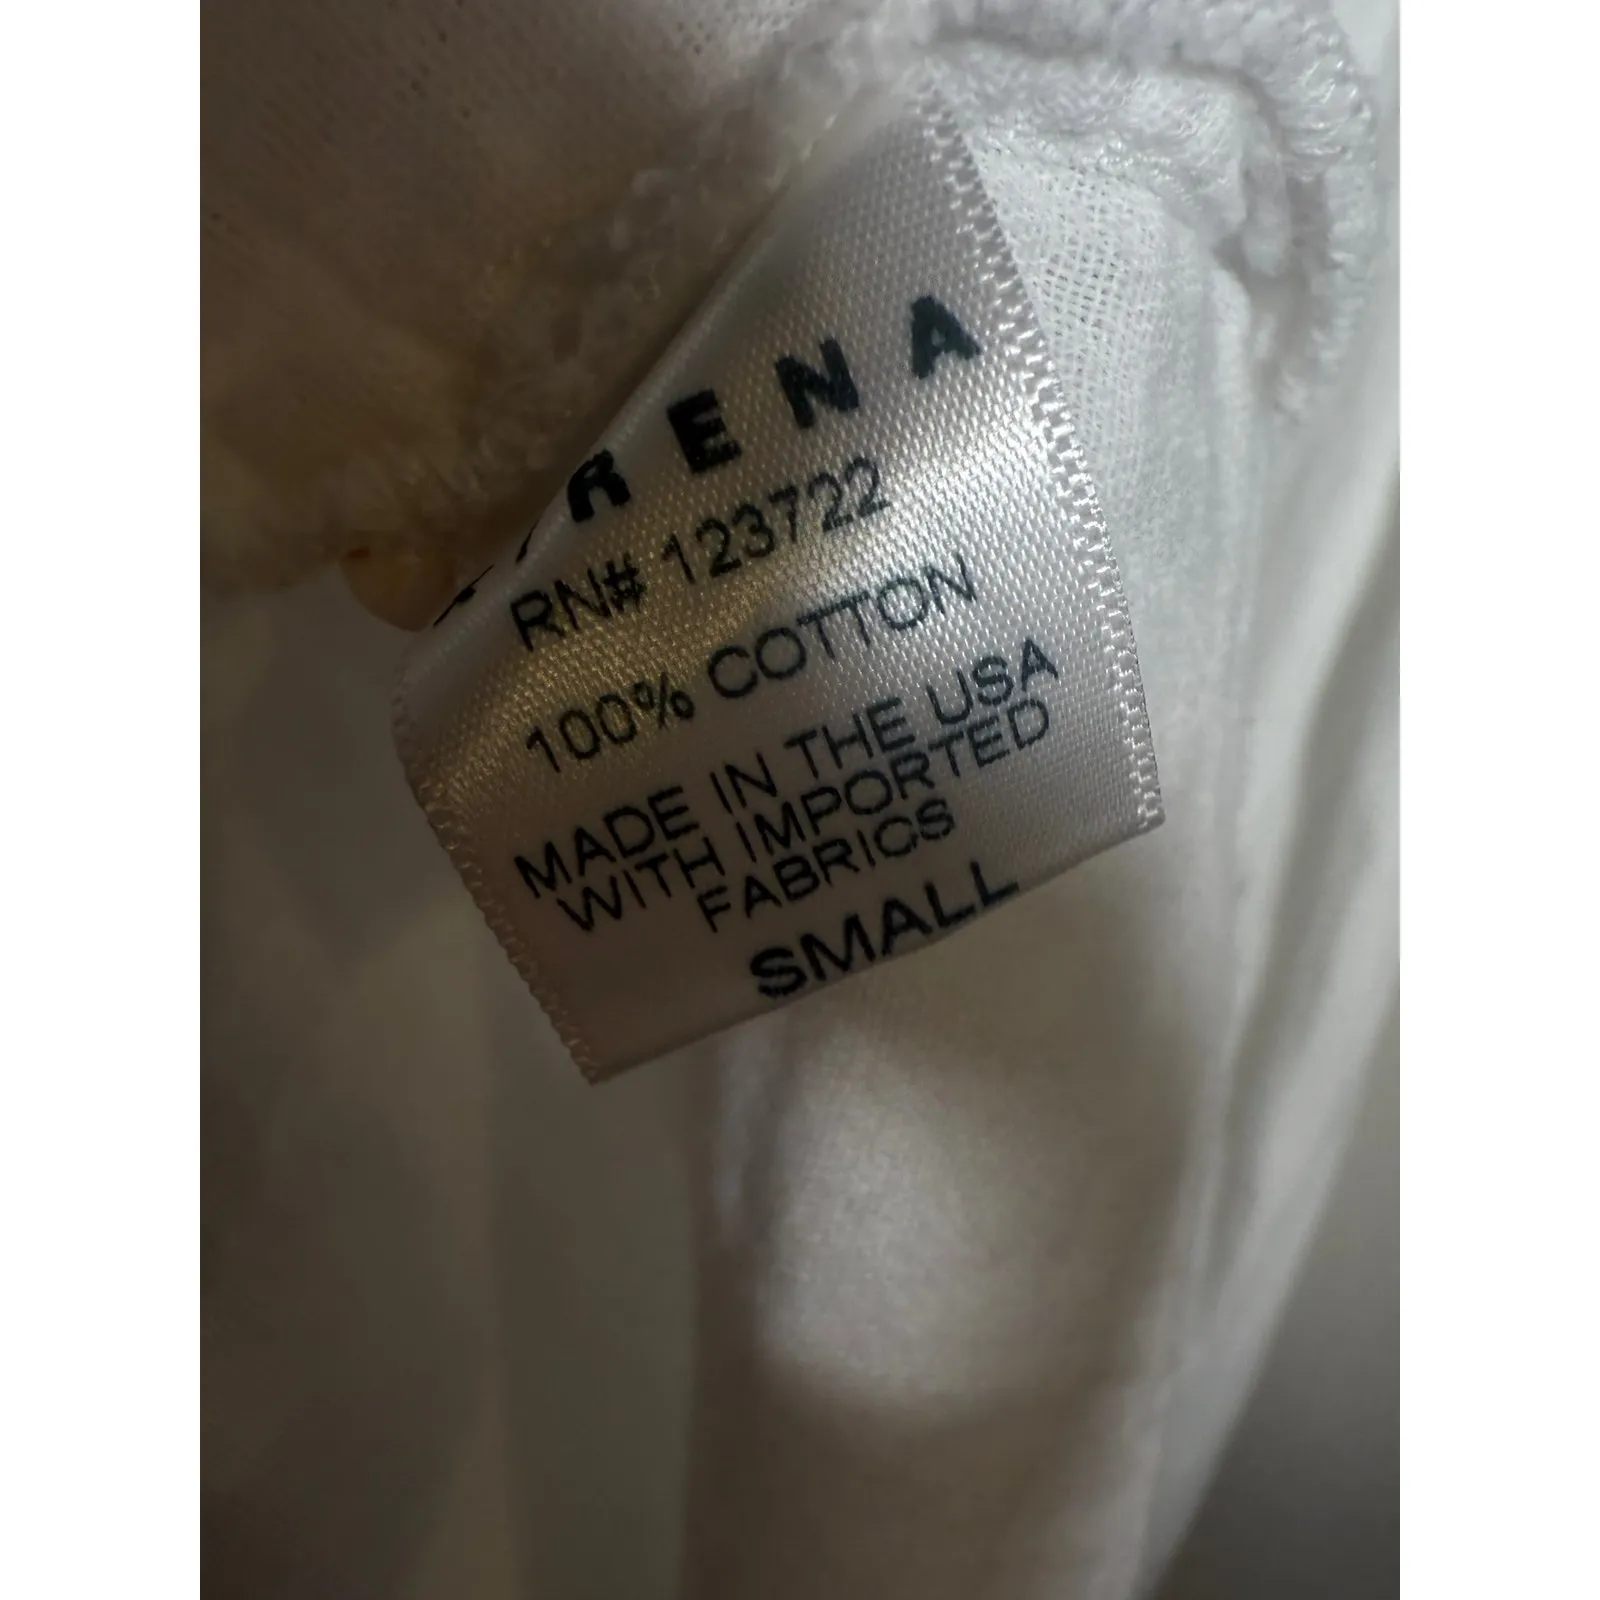 RENA
RN# 123722
100% COTTON
MADE IN THE USA
WITH IMPORTED
FABRICS
SMALL